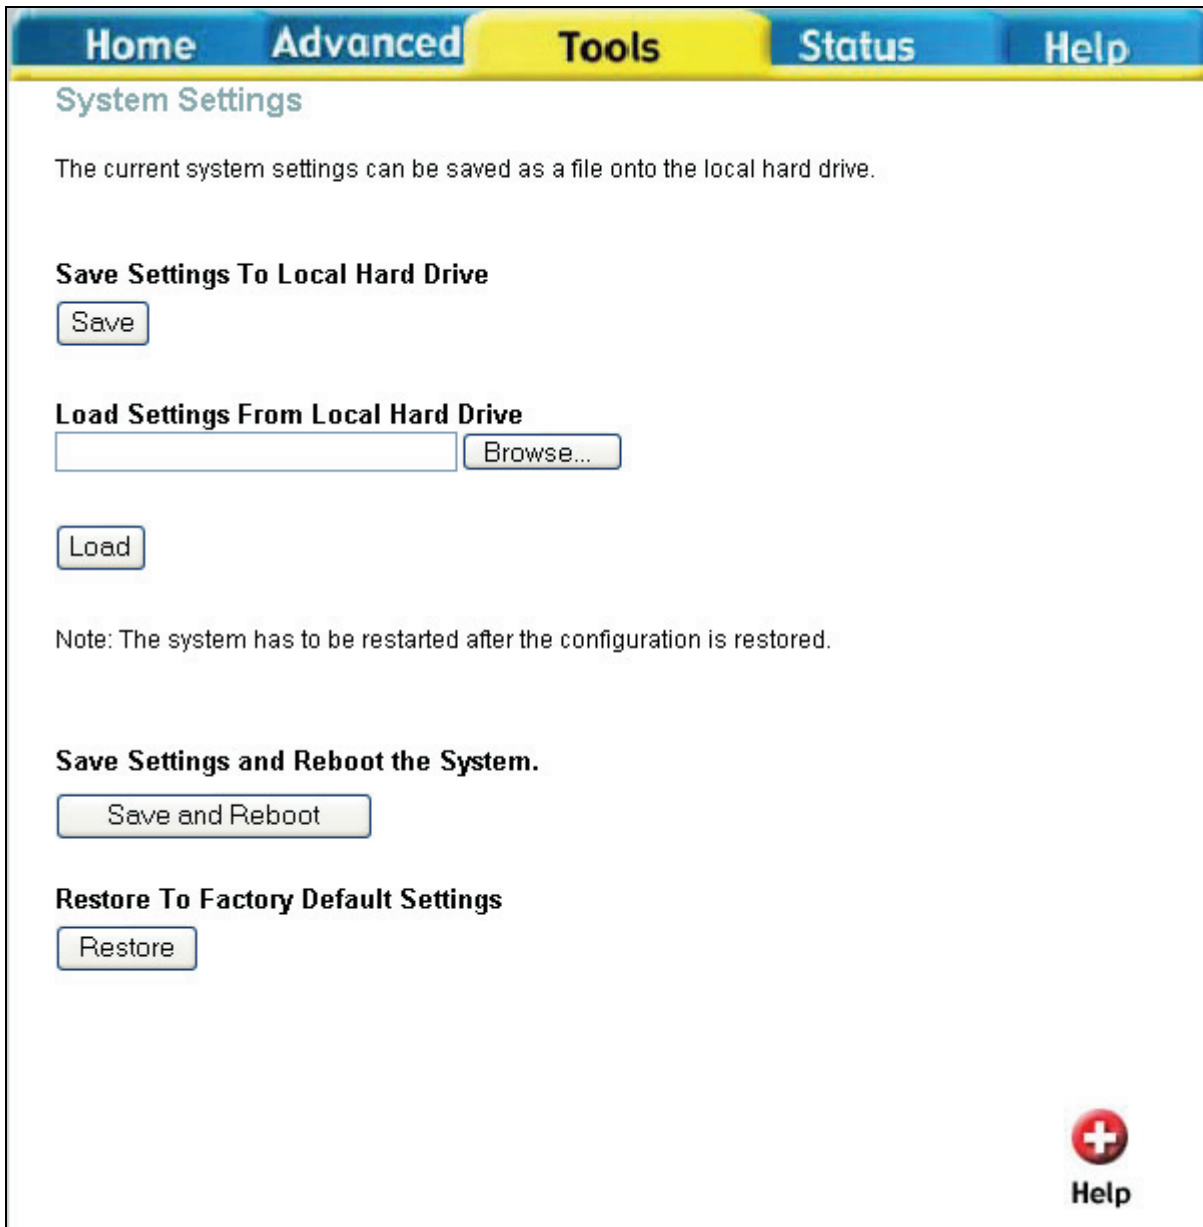 Home Advanced Tools Status Help
System Settings
The current system settings can be saved as a file onto the local hard drive.
Save Settings To Local Hard Drive
Save
Load Settings From Local Hard Drive
Browse...
Load
Note: The system has to be restarted after the configuration is restored.
Save Settings and Reboot the System.
Save and Reboot
Restore To Factory Default Settings
Restore
Help